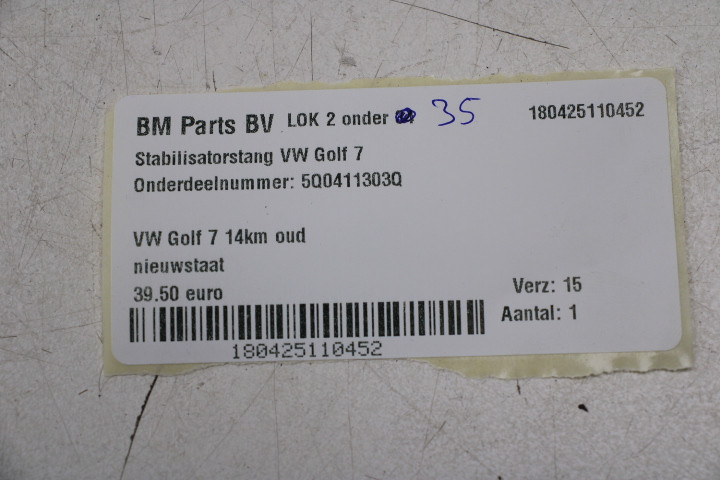 BM Parts BV LOK 2 onder 35 180425110452
Stabilisatorstang VW Golf 7
Onderdeelnummer: 5Q0411303Q
VW Golf 7 14km oud
nieuwstaat
39.50 euro
Verz: 15
Aantal: 1
180425110452